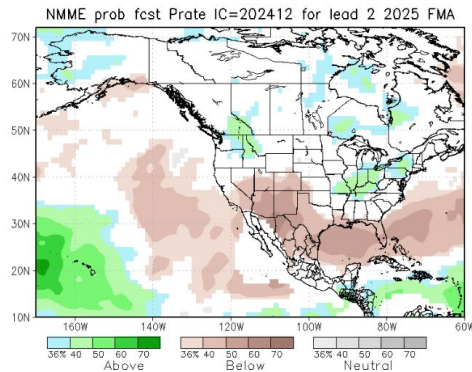 NMME prob fcst Prate IC=202412 for lead 2 2025 FMA
70N
60N
50N
40N
30N
20N
10N
160W 140W 120W 100W 80W 60W
36% 40 50 60 70 36% 40 50 60 70 36% 40 50 60 70
Above Below Neutral